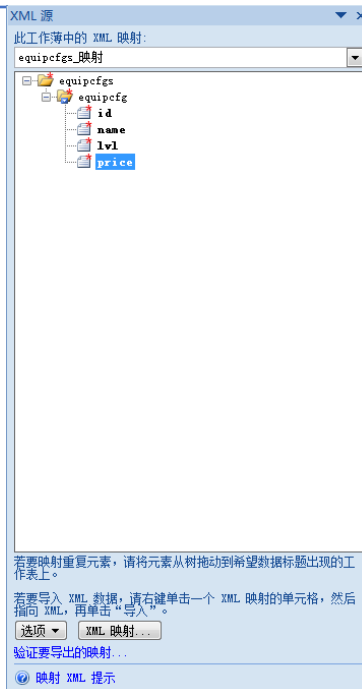 XML 源
此工作薄中的 XML 映射:
equipcfgs_映射
equipcfgs
equipcfg
id
name
lvl
price
若要映射重复元素，请将元素从树拖动到希望数据标题出现的工
作表上。
若要导入 XML 数据，请右键单击一个 XML 映射的单元格，然后
指向 XML，再单击“导入”。
选项
XML 映射...
验证要导出的映射...
映射 XML 提示